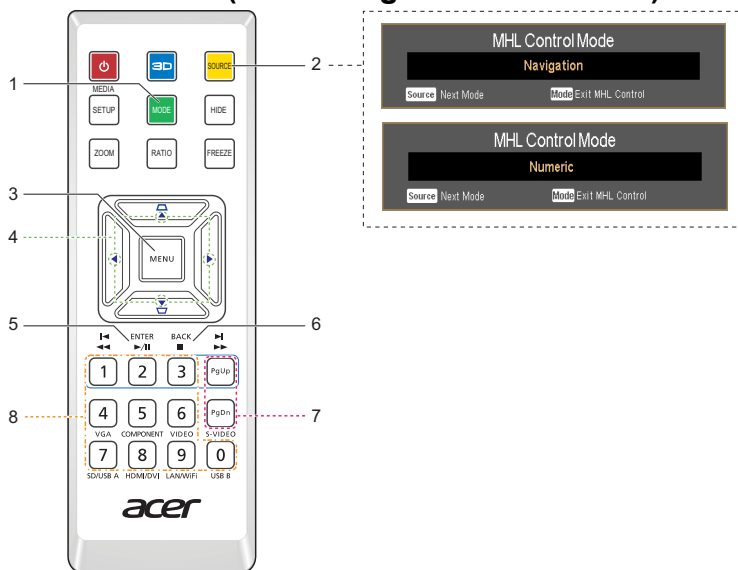 3D
SOURCE
MEDIA
SETUP
MODE
HIDE
ZOOM
RATIO
FREEZE
MENU
ENTER
BACK
1
2
3
PgUp
4
5
6
PgDn
VGA
COMPONENT
VIDEO
S-VIDEO
7
8
9
0
SD/USB A
HDMI/DVI
LAN/WiFi
USB B
acer
1
2
3
4
5
6
7
8
MHL Control Mode
Navigation
Source Next Mode
Mode Exit MHL Control
MHL Control Mode
Numeric
Source Next Mode
Mode Exit MHL Control